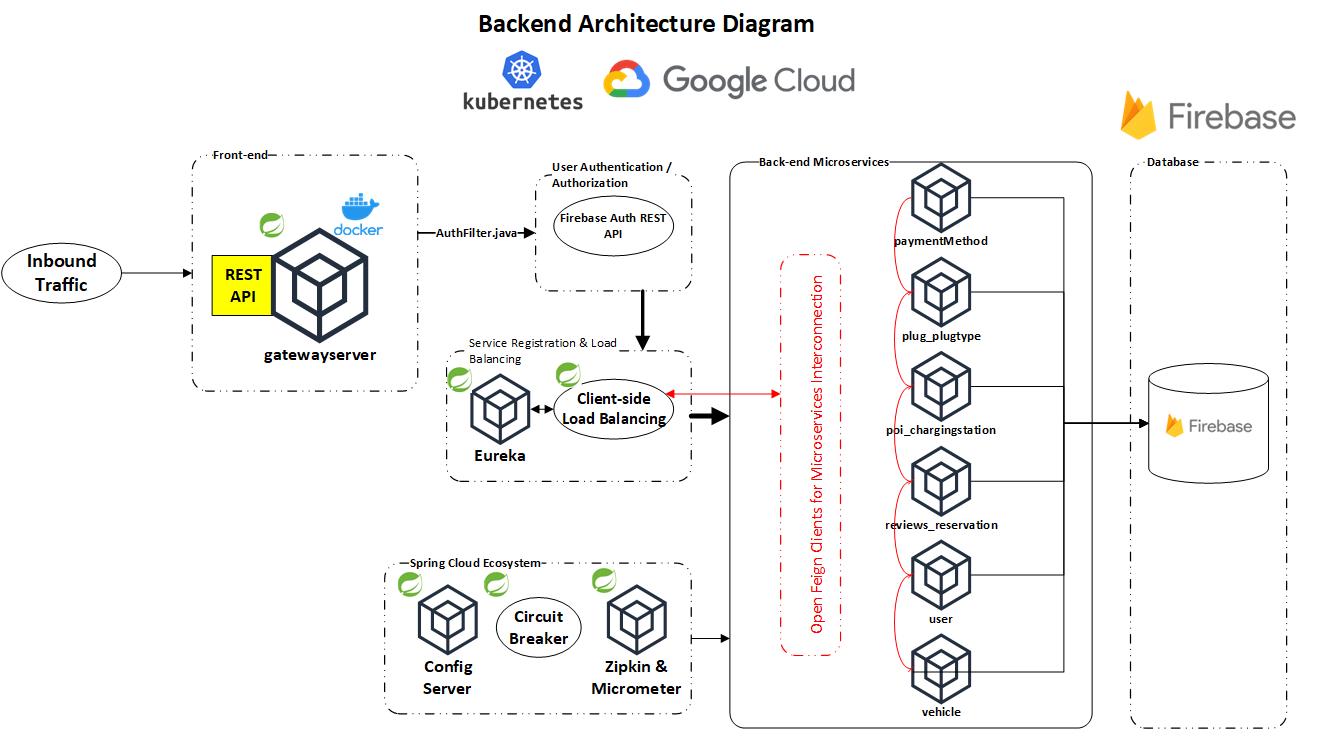 Backend Architecture Diagram
kubernetes
Google Cloud
Firebase
Front-end
docker
REST
API
gatewayserver
Inbound
Traffic
AuthFilter.java
User Authentication /
Authorization
Firebase Auth REST
API
Service Registration & Load
Balancing
Eureka
Client-side
Load Balancing
Spring Cloud Ecosystem
Config
Server
Circuit
Breaker
Zipkin &
Micrometer
Back-end Microservices
Open Feign Clients for Microservices Interconnection
paymentMethod
plug_plugtype
poi_chargingstation
reviews_reservation
user
vehicle
Database
Firebase